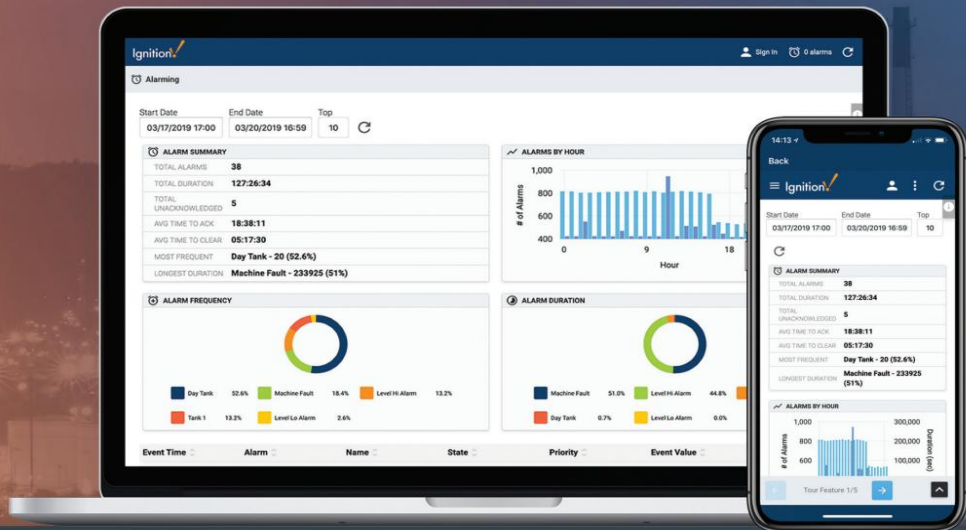 Ignition!
Sign In 0 alarms
Alarming
Start Date End Date Top
03/17/2019 17:00 03/20/2019 16:59 10
ALARM SUMMARY
TOTAL ALARMS 38
TOTAL DURATION 127:26:34
TOTAL
UNACKNOWLEDGED 5
AVG TIME TO ACK 18:38:11
AVG TIME TO CLEAR 05:17:30
MOST FREQUENT Day Tank - 20 (52.6%)
LONGEST DURATION Machine Fault - 233925 (51%)
ALARMS BY HOUR
1,000
800
600
400
# of Alarms
0 9 18
Hour
ALARM FREQUENCY
Day Tank 52.6% Machine Fault 18.4% Level Hi Alarm 13.2%
Tank 1 13.2% Level Lo Alarm 2.6%
ALARM DURATION
Machine Fault 51.0% Level Hi Alarm 44.8%
Day Tank 0.7% Level Lo Alarm 0.0%
Event Time Alarm Name State Priority Event Value
14:13
Back
Ignition!
Start Date End Date Top
03/17/2019 17:00 03/20/2019 16:59 10
ALARM SUMMARY
TOTAL ALARMS 38
TOTAL DURATION 127:26:34
TOTAL
UNACKNOWLEDGED 5
AVG TIME TO ACK 18:38:11
AVG TIME TO CLEAR 05:17:30
MOST FREQUENT Day Tank - 20 (52.6%)
LONGEST DURATION Machine Fault - 233925
(51%)
ALARMS BY HOUR
1,000 300,000
800 200,000
600 100,000
# of Alarms
Duration (sec)
Tour Feature 1/5